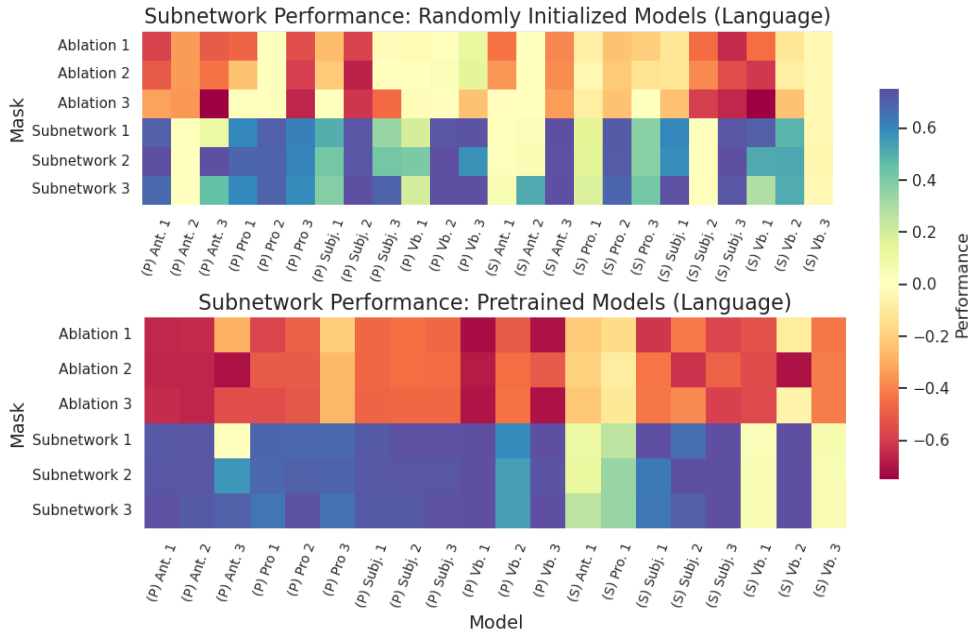 Subnetwork Performance: Randomly Initialized Models (Language)
Mask
Ablation 1
Ablation 2
Ablation 3
Subnetwork 1
Subnetwork 2
Subnetwork 3
(P) Ant. 1
(P) Ant. 2
(P) Ant. 3
(P) Pro 1
(P) Pro 2
(P) Pro 3
(P) Subj. 1
(P) Subj. 2
(P) Subj. 3
(P) Vb. 1
(P) Vb. 2
(P) Vb. 3
(S) Ant. 1
(S) Ant. 2
(S) Ant. 3
(S) Pro. 1
(S) Pro. 2
(S) Pro. 3
(S) Subj. 1
(S) Subj. 2
(S) Subj. 3
(S) Vb. 1
(S) Vb. 2
(S) Vb. 3
Subnetwork Performance: Pretrained Models (Language)
Mask
Ablation 1
Ablation 2
Ablation 3
Subnetwork 1
Subnetwork 2
Subnetwork 3
(P) Ant. 1
(P) Ant. 2
(P) Ant. 3
(P) Pro 1
(P) Pro 2
(P) Pro 3
(P) Subj. 1
(P) Subj. 2
(P) Subj. 3
(P) Vb. 1
(P) Vb. 2
(P) Vb. 3
(S) Ant. 1
(S) Pro. 1
(S) Subj. 1
(S) Subj. 2
(S) Subj. 3
(S) Vb. 1
(S) Vb. 2
(S) Vb. 3
Model
0.6
0.4
0.2
0.0
−0.2
−0.4
−0.6
Performance